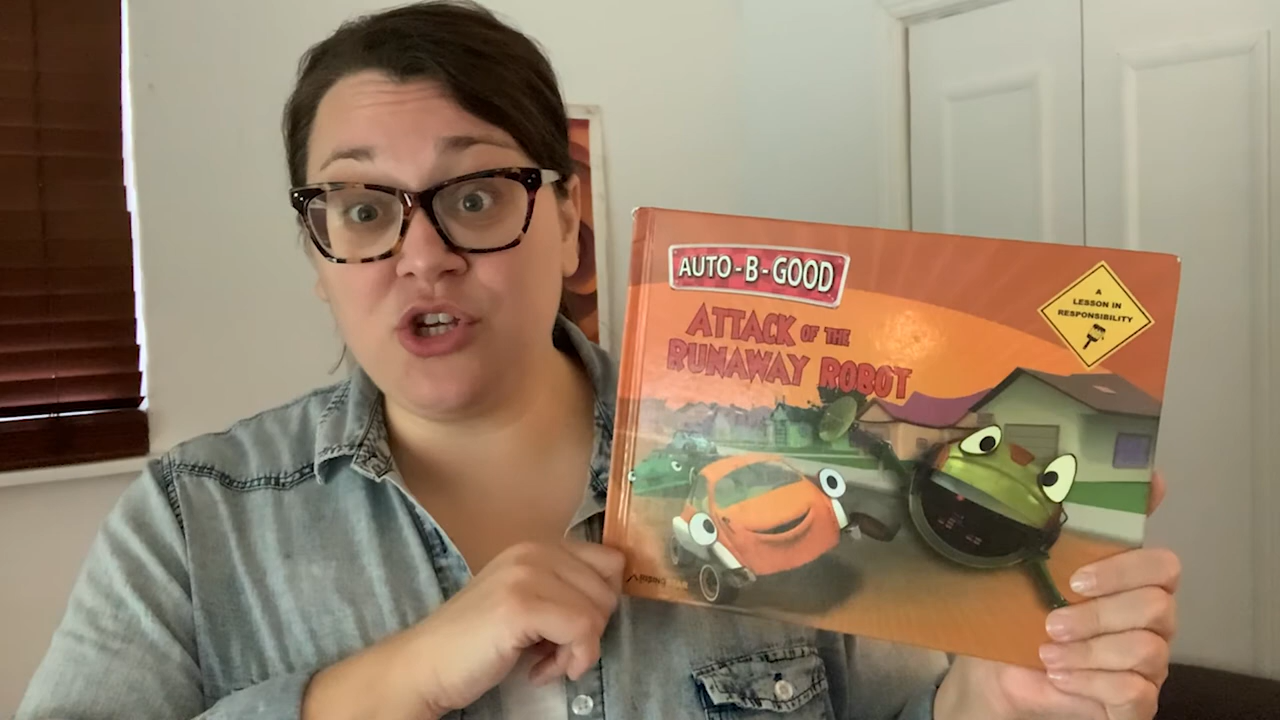 AUTO-B-GOOD
ATTACK OF THE
RUNAWAY ROBOT
A
LESSON IN
RESPONSIBILITY